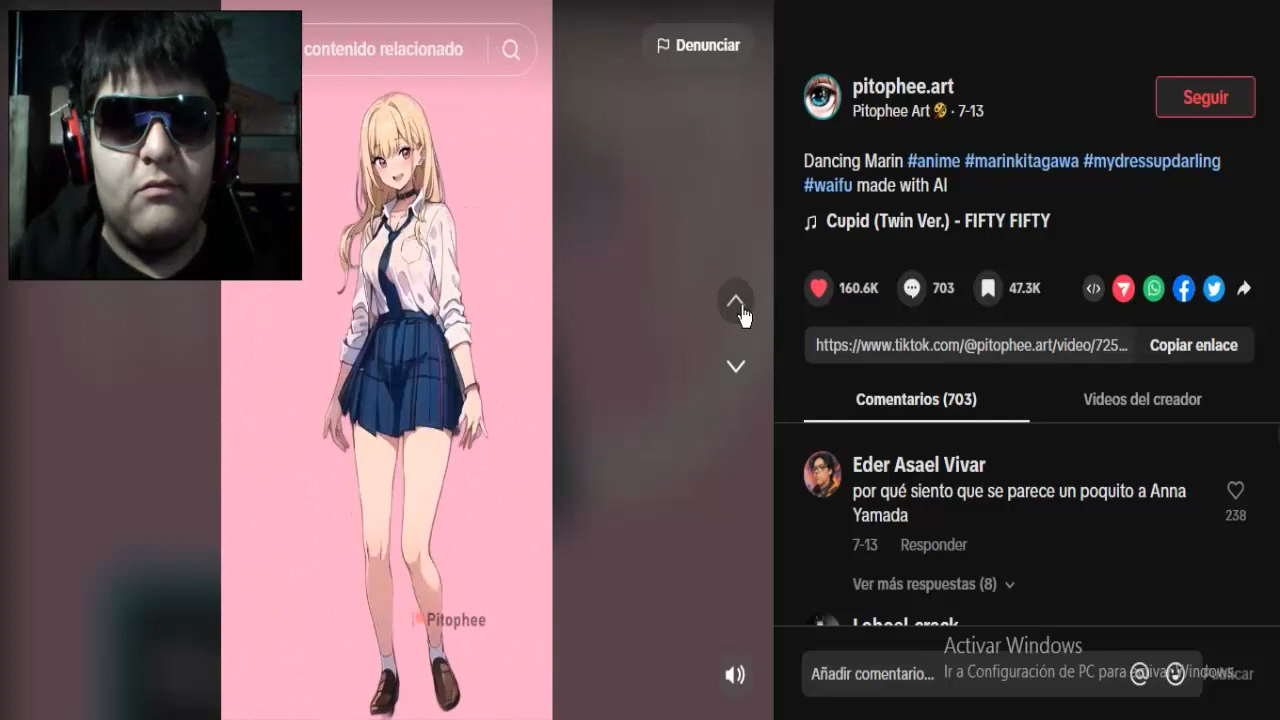 contenido relacionado
Denunciar
pitophee.art
Pitophee Art 🤣 · 7-13
Seguir
Dancing Marin #anime #marinkitagawa #mydressupdarling
#waifu made with AI
Cupid (Twin Ver.) - FIFTY FIFTY
160.6K
703
47.3K
https://www.tiktok.com/@pitophee.art/video/725...
Copiar enlace
Comentarios (703)
Videos del creador
Eder Asael Vivar
por qué siento que se parece un poquito a Anna
Yamada
238
7-13
Responder
Ver más respuestas (8)
Pitophee
Activar Windows
Ir a Configuración de PC para activar Windows.
Añadir comentario...